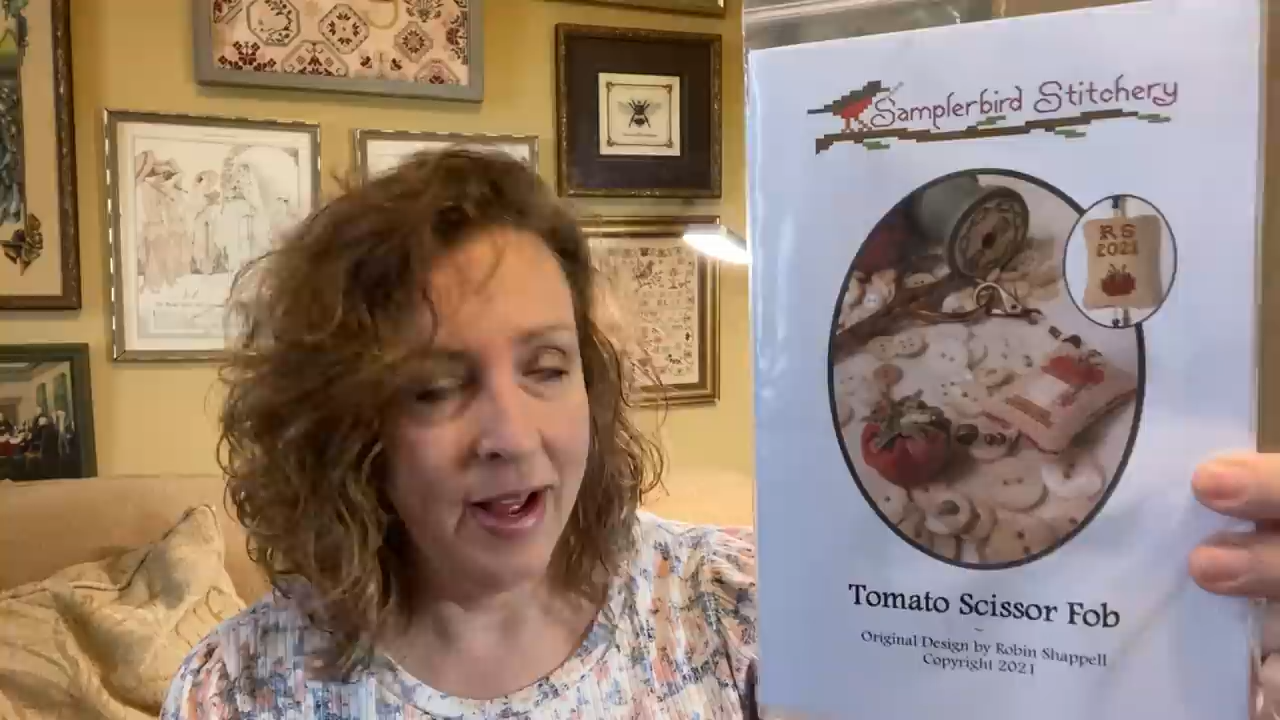 Samplerbird Stitchery
RS
2021
Tomato Scissor Fob
Original Design by Robin Shappell
Copyright 2021